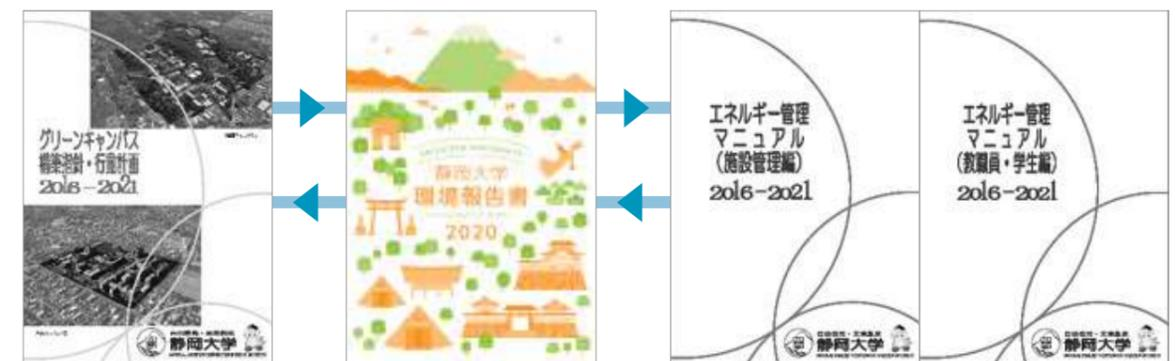 グリーンキャンパス
構築指針・行動計画
2016-2021
静岡大学
静岡大学
環境報告書
2020
エネルギー管理
マニュアル
(施設管理編)
2016-2021
静岡大学
エネルギー管理
マニュアル
(教職員・学生編)
2016-2021
静岡大学